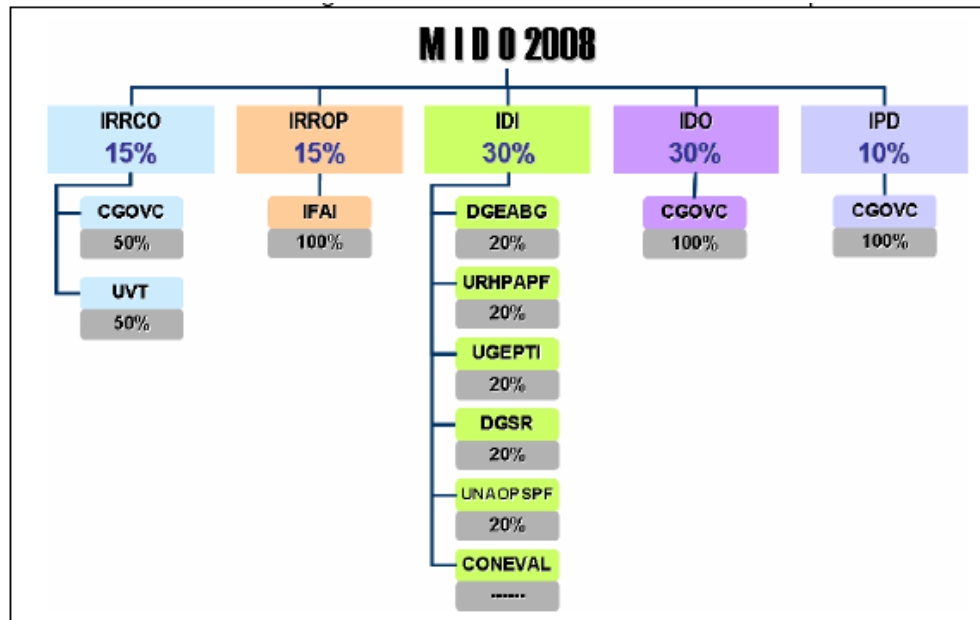 M I D O 2008
IRRCO
15%
IRROP
15%
IDI
30%
IDO
30%
IPD
10%
CGOVC
50%
UVT
50%
IFAI
100%
DGEABG
20%
URHPAPF
20%
UGEPTI
20%
DGSR
20%
UNAOPSPF
20%
CONEVAL
------
CGOVC
100%
CGOVC
100%